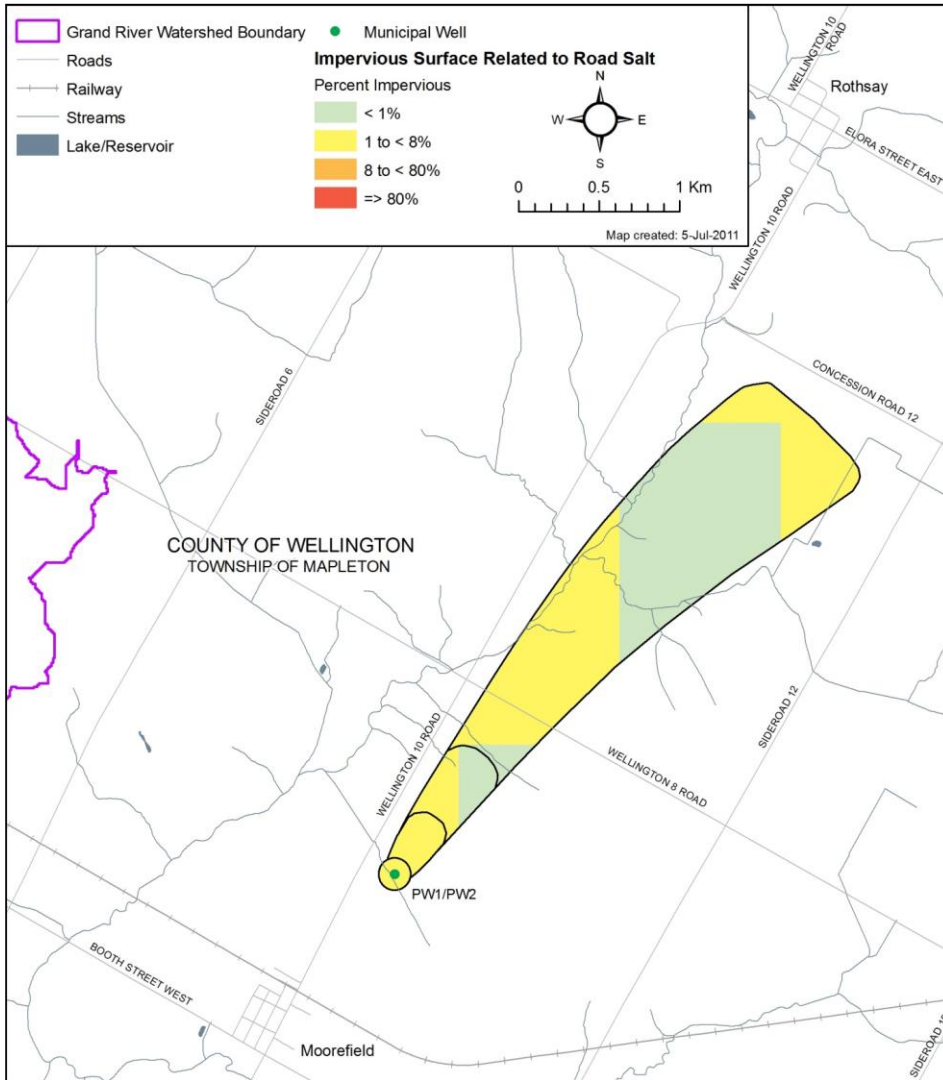 Grand River Watershed Boundary
Roads
Railway
Streams
Lake/Reservoir
Municipal Well
Impervious Surface Related to Road Salt
Percent Impervious
< 1%
1 to < 8%
8 to < 80%
=> 80%
N
W
E
S
0
0.5
1 Km
Map created: 5-Jul-2011
WELLINGTON 10
ROAD
Rothsay
ELORA STREET EAST
WELLINGTON 10 ROAD
SIDEROAD 6
CONCESSION ROAD 12
COUNTY OF WELLINGTON
TOWNSHIP OF MAPLETON
SIDEROAD 12
WELLINGTON 10 ROAD
WELLINGTON 8 ROAD
PW1/PW2
BOOTH STREET WEST
Moorefield